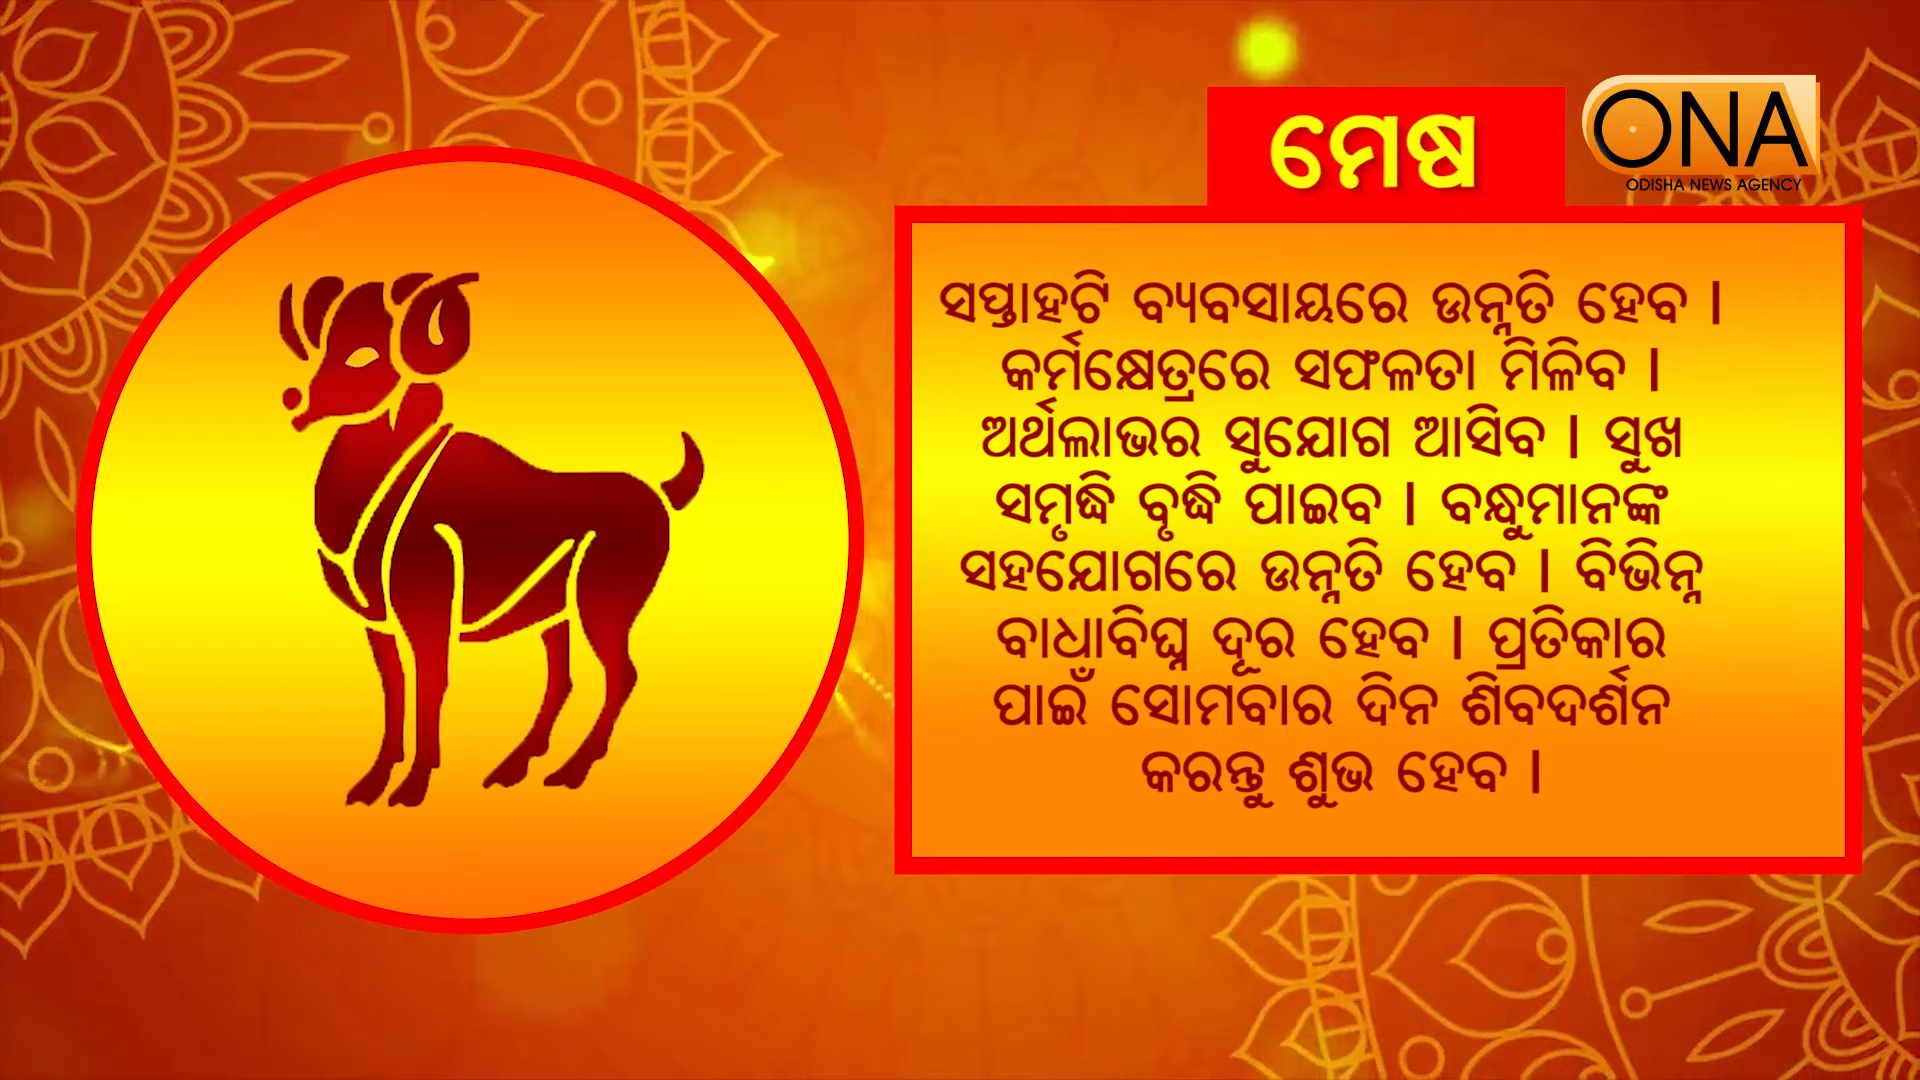 ମେଷ
ONA
ODISHA NEWS AGENCY
ସପ୍ତାହଟି ବ୍ୟବସାୟରେ ଉନ୍ନତି ହେବ ।
କର୍ମକ୍ଷେତ୍ରରେ ସଫଳତା ମିଳିବ ।
ଅର୍ଥଲାଭର ସୁଯୋଗ ଆସିବ । ସୁଖ
ସମୃଦ୍ଧି ବୃଦ୍ଧି ପାଇବ । ବନ୍ଧୁମାନଙ୍କ
ସହଯୋଗରେ ଉନ୍ନତି ହେବ । ବିଭିନ୍ନ
ବାଧାବିଘ୍ନ ଦୂର ହେବ । ପ୍ରତିକାର
ପାଇଁ ସୋମବାର ଦିନ ଶିବଦର୍ଶନ
କରନ୍ତୁ ଶୁଭ ହେବ ।